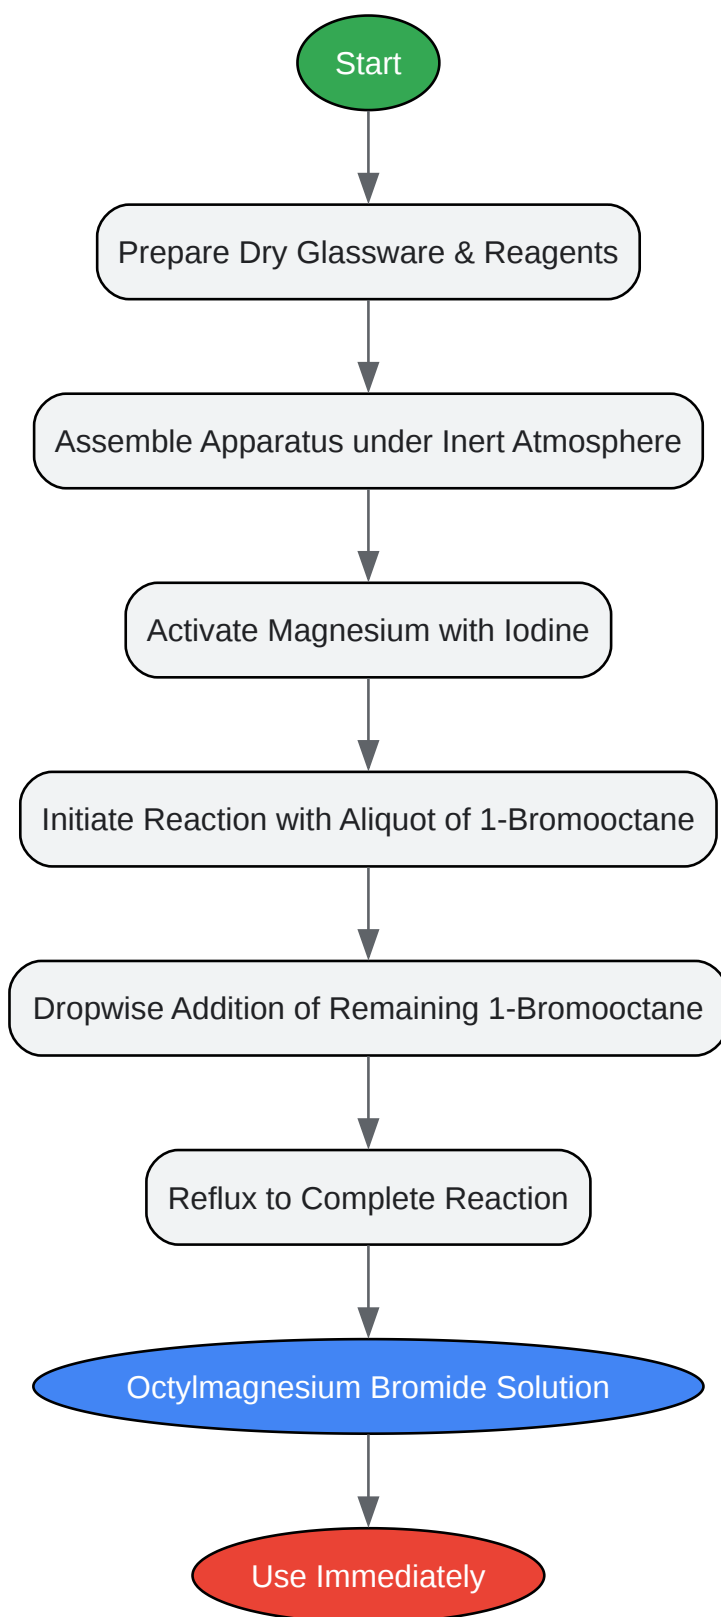 Start
Prepare Dry Glassware & Reagents
Assemble Apparatus under Inert Atmosphere
Activate Magnesium with Iodine
Initiate Reaction with Aliquot of 1-Bromooctane
Dropwise Addition of Remaining 1-Bromooctane
Reflux to Complete Reaction
Octylmagnesium Bromide Solution
Use Immediately